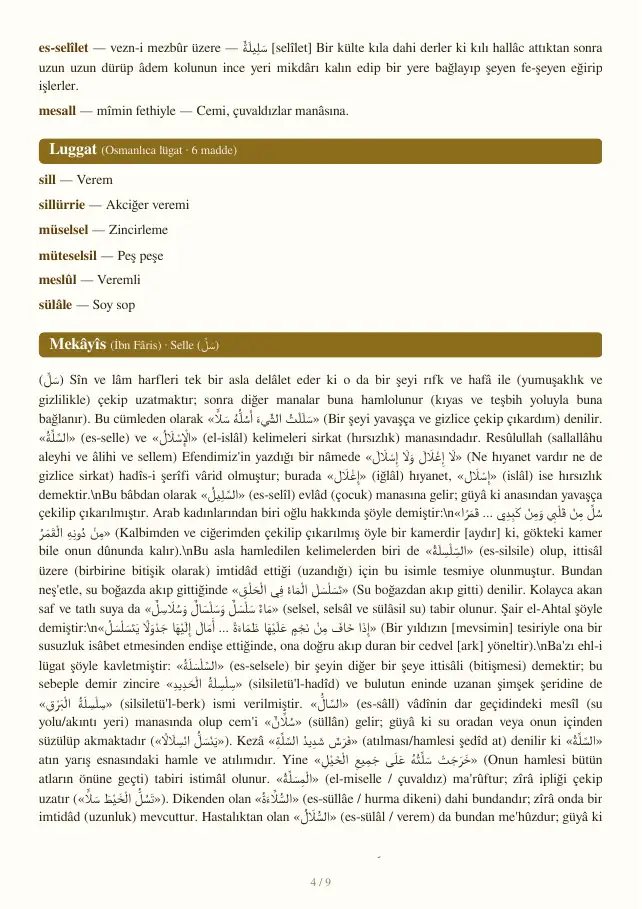 es-selîlet — vezn-i mezbûr üzere — سَلِيلَةٌ [selîlet] Bir külte kıla dahi derler ki kılı hallâc attıktan sonra
uzun uzun dürüp âdem kolunun ince yeri mikdârı kalın edip bir yere bağlayıp şeyen fe-şeyen eğirip
işlerler.
mesall — mîmin fethiyle — Cemi, çuvaldızlar manâsına.
Luggat (Osmanlıca lügat · 6 madde)
sill — Verem
sillürrie — Akciğer veremi
müselsel — Zincirleme
müteselsil — Peş peşe
meslûl — Veremli
sülâle — Soy sop
Mekâyîs (İbn Fâris) · Selle (سَلَّ)
(سَلَّ) Sîn ve lâm harfleri tek bir asla delâlet eder ki o da bir şeyi rıfk ve hafâ ile (yumuşaklık ve
gizlilikle) çekip uzatmaktır; sonra diğer manalar buna hamlolunur (kıyas ve teşbih yoluyla buna
bağlanır). Bu cümleden olarak «سَلَلْتُ الشَّيءَ أَسُلُّهُ سَلًّا» (Bir şeyi yavaşça ve gizlice çekip çıkardım) denilir.
«السَّلَّةُ» (es-selle) ve «الْإِسْلَالُ» (el-islâl) kelimeleri sirkat (hırsızlık) manasındadır. Resûlullah (sallallâhu
aleyhi ve âlihi ve sellem) Efendimiz'in yazdığı bir nâmede «لَا إِغْلَالَ وَلَا إِسْلَالَ» (Ne hıyanet vardır ne de
gizlice sirkat) hadîs-i şerîfi vârid olmuştur; burada «إِغْلَال» (iğlâl) hıyanet, «إِسْلَال» (islâl) ise hırsızlık
demektir.\nBu bâbdan olarak «السَّلِيلُ» (es-selîl) evlâd (çocuk) manasına gelir; güyâ ki anasından yavaşça
çekilip çıkarılmıştır. Arab kadınlarından biri oğlu hakkında şöyle demiştir:\n«سُلَّ مِنْ قَلْبِي وَمِنْ كَبِدِي ... قَمَرًا
مِنْ دُونِهِ الْقَمَرُ» (Kalbimden ve ciğerimden çekilip çıkarılmış öyle bir kamerdir [aydır] ki, gökteki kamer
bile onun dûnunda kalır).\nBu asla hamledilen kelimelerden biri de «السِّلْسِلَةُ» (es-silsile) olup, ittisâl
üzere (birbirine bitişik olarak) imtidâd ettiği (uzandığı) için bu isimle tesmiye olunmuştur. Bundan
neş'etle, su boğazda akıp gittiğinde «تَسَلْسَلَ الْمَاءُ فِي الْحَلْقِ» (Su boğazdan akıp gitti) denilir. Kolayca akan
saf ve tatlı suya da «مَاءٌ سَلْسَلٌ وَسَلْسَالٌ وَسُلَاسِلٌ» (selsel, selsâl ve sülâsil su) tabir olunur. Şair el-Ahtal şöyle
demiştir:\n«إِذَا خَافَ مِنْ نَجْمٍ عَلَيْهَا ظَمَاءَةً ... أَمَالَ إِلَيْهَا جَدْوَلًا يَتَسَلْسَلُ» (Bir yıldızın [mevsimin] tesiriyle ona bir
susuzluk isâbet etmesinden endişe ettiğinde, ona doğru akıp duran bir cedvel [ark] yöneltir).\nBa'zı ehl-i
lügat şöyle kavletmiştir: «السَّلْسَلَةُ» (es-selsele) bir şeyin diğer bir şeye ittisâli (bitişmesi) demektir; bu
sebeple demir zincire «سِلْسِلَةُ الْحَدِيدِ» (silsiletü'l-hadîd) ve bulutun eninde uzanan şimşek şeridine de
«سِلْسِلَةُ الْبَرْقِ» (silsiletü'l-berk) ismi verilmiştir. «السَّالُّ» (es-sâll) vâdînin dar geçidindeki mesîl (su
yolu/akıntı yeri) manasında olup cem'i «سُلَّانٌ» (süllân) gelir; güyâ ki su oradan veya onun içinden
süzülüp akmaktadır («يَنْسَلُّ انْسِلَالًا»). Kezâ «فَرَسٌ شَدِيدُ السَّلَّةِ» (atılması/hamlesi şedîd at) denilir ki «السَّلَّةُ»
atın yarış esnasındaki hamle ve atılımıdır. Yine «خَرَجَتْ سَلَّتُهُ عَلَى جَمِيعِ الْخَيْلِ» (Onun hamlesi bütün
atların önüne geçti) tabiri istimâl olunur. «الْمِسَلَّةُ» (el-miselle / çuvaldız) ma'rûftur; zîrâ ipliği çekip
uzatır («تَسُلُّ الْخَيْطَ سَلًّا»). Dikenden olan «السُّلَّاءَةُ» (es-süllâe / hurma dikeni) dahi bundandır; zîrâ onda bir
imtidâd (uzunluk) mevcuttur. Hastalıktan olan «السُّلَالُ» (es-sülâl / verem) da bundan me'hûzdur; güyâ ki
4 / 9